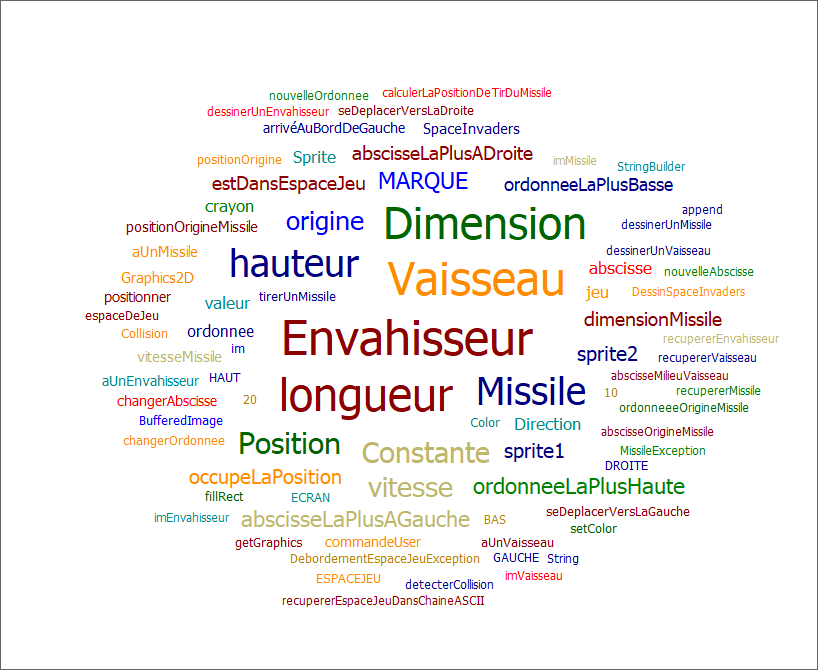 nouvelleOrdonnee calculerLaPositionDeTirDuMissile
dessinerUnEnvahisseur seDeplacerVersLaDroite
arrivéAuBordDeGauche SpaceInvaders
positionOrigine Sprite abscisseLaPlusADroite imMissile StringBuilder
estDansEspaceJeu MARQUE ordonneeLaPlusBasse
crayon origine Dimension append
positionOrigineMissile dessinerUnMissile
aUnMissile hauteur dessinerUnVaisseau
Graphics2D Vaisseau abscisse nouvelleAbscisse
positionner valeur tirerUnMissile jeu DessinSpaceInvaders
espaceDeJeu dimensionMissile
Collision ordonnee Envahisseur recupererEnvahisseur
vitesseMissile im sprite2 recupererVaisseau
aUnEnvahisseur HAUT abscisseMilieuVaisseau
changerAbscisse 20 longueur Missile 10 recupererMissile
ordonneeeOrigineMissile
BufferedImage Color Direction abscisseOrigineMissile
changerOrdonnee Position Constante sprite1 MissileException
DROITE
occupeLaPosition vitesse ordonneeLaPlusHaute
fillRect ECRAN
imEnvahisseur abscisseLaPlusAGauche BAS seDeplacerVersLaGauche
setColor
getGraphics commandeUser aUnVaisseau
DebordementEspaceJeuException GAUCHE String
ESPACEJEU detecterCollision imVaisseau
recupererEspaceJeuDansChaineASCII